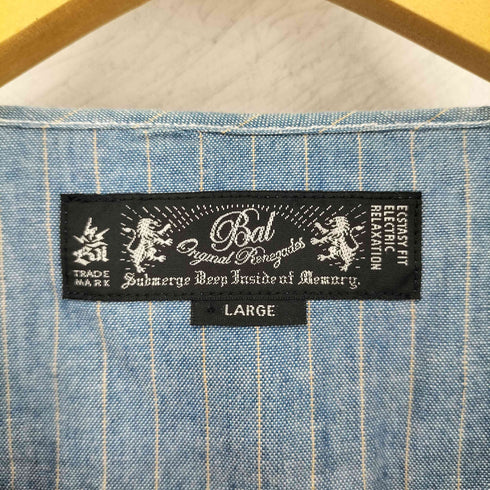 TRADE
MARK
Bal
Original Renegades
Submerge Deep Inside of Memory.
ECSTASY FIT
ELECTRIC
RELAXATION
LARGE